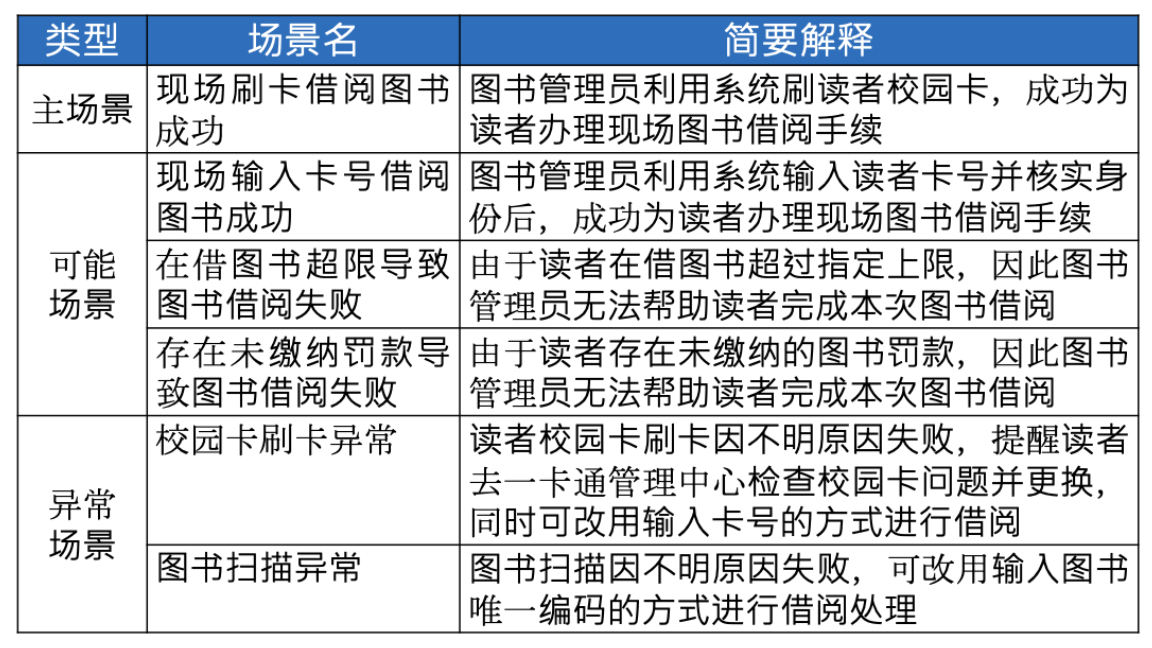 类型 场景名 简要解释
主场景
现场刷卡借阅图书
成功
图书管理员利用系统刷读者校园卡，成功为
读者办理现场图书借阅手续
可能
场景
现场输入卡号借阅
图书成功
图书管理员利用系统输入读者卡号并核实身
份后，成功为读者办理现场图书借阅手续
在借图书超限导致
图书借阅失败
由于读者在借图书超过指定上限，因此图书
管理员无法帮助读者完成本次图书借阅
存在未缴纳罚款导
致图书借阅失败
由于读者存在未缴纳的图书罚款，因此图书
管理员无法帮助读者完成本次图书借阅
异常
场景
校园卡刷卡异常
读者校园卡刷卡因不明原因失败，提醒读者
去一卡通管理中心检查校园卡问题并更换，
同时可改用输入卡号的方式进行借阅
图书扫描异常
图书扫描因不明原因失败，可改用输入图书
唯一编码的方式进行借阅处理